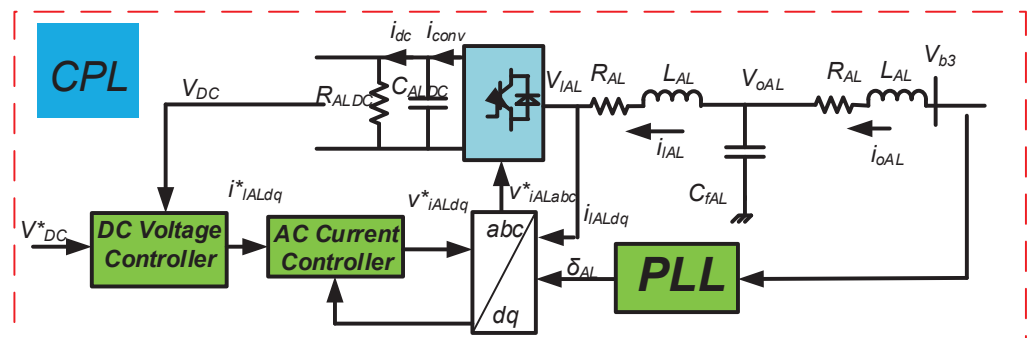 CPL
i_dc
i_conv
V_DC
R_ALDC
C_ALDC
V_IAL
R_AL
L_AL
V_oAL
R_AL
L_AL
V_b3
i_IAL
i_oAL
C_fAL
i*_IALdq
v*_iALdq
v*_iALabc
i_IALdq
V*_DC
DC Voltage
Controller
AC Current
Controller
abc
dq
δ_AL
PLL